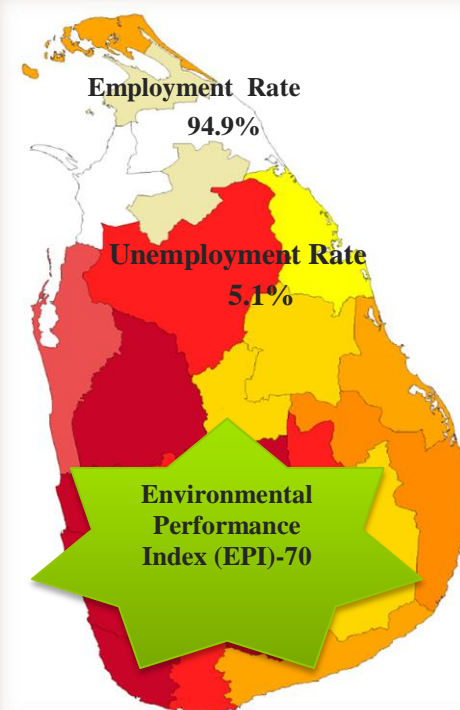 Employment Rate
94.9%
Unemployment Rate
5.1%
Environmental
Performance
Index (EPI)-70